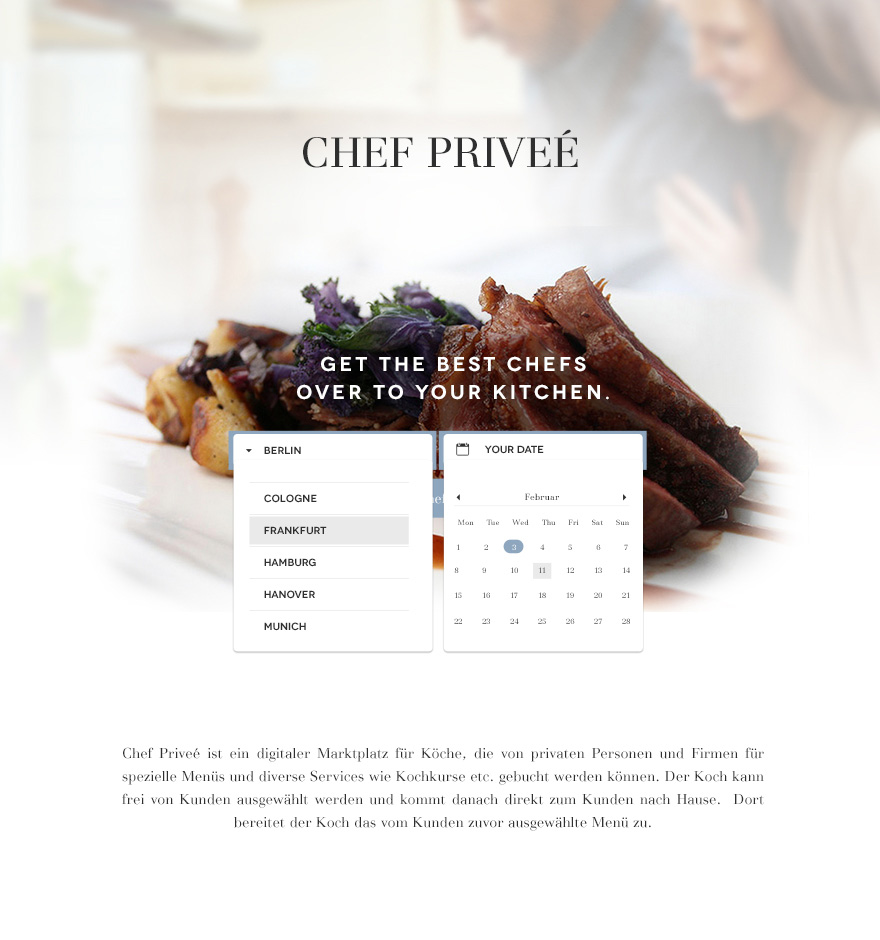 CHEF PRIVEÉ
GET THE BEST CHEFS
OVER TO YOUR KITCHEN.
BERLIN
COLOGNE
FRANKFURT
HAMBURG
HANOVER
MUNICH
YOUR DATE
Februar
Mon Tue Wed Thu Fri Sat Sun
1 2 3 4 5 6 7
8 9 10 11 12 13 14
15 16 17 18 19 20 21
22 23 24 25 26 27 28
Chef Priveé ist ein digitaler Marktplatz für Köche, die von privaten Personen und Firmen für
spezielle Menüs und diverse Services wie Kochkurse etc. gebucht werden können. Der Koch kann
frei von Kunden ausgewählt werden und kommt danach direkt zum Kunden nach Hause. Dort
bereitet der Koch das vom Kunden zuvor ausgewählte Menü zu.